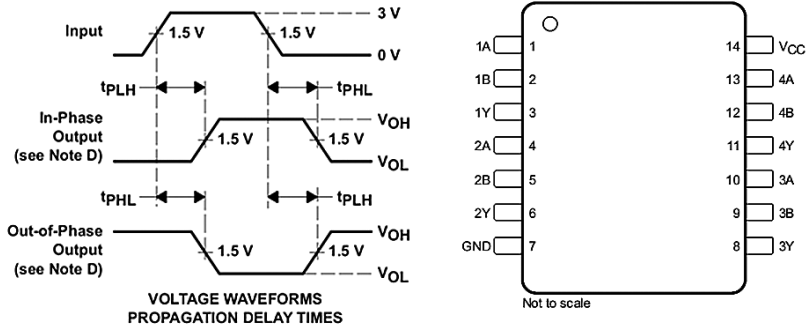 3 V
Input
1.5 V
1.5 V
0 V
tPLH
tPHL
In-Phase
Output
(see Note D)
VOH
1.5 V
1.5 V
VOL
tPHL
tPLH
Out-of-Phase
Output
(see Note D)
VOH
1.5 V
1.5 V
VOL
VOLTAGE WAVEFORMS
PROPAGATION DELAY TIMES
1A 1 14 VCC
1B 2 13 4A
1Y 3 12 4B
2A 4 11 4Y
2B 5 10 3A
2Y 6 9 3B
GND 7 8 3Y
Not to scale